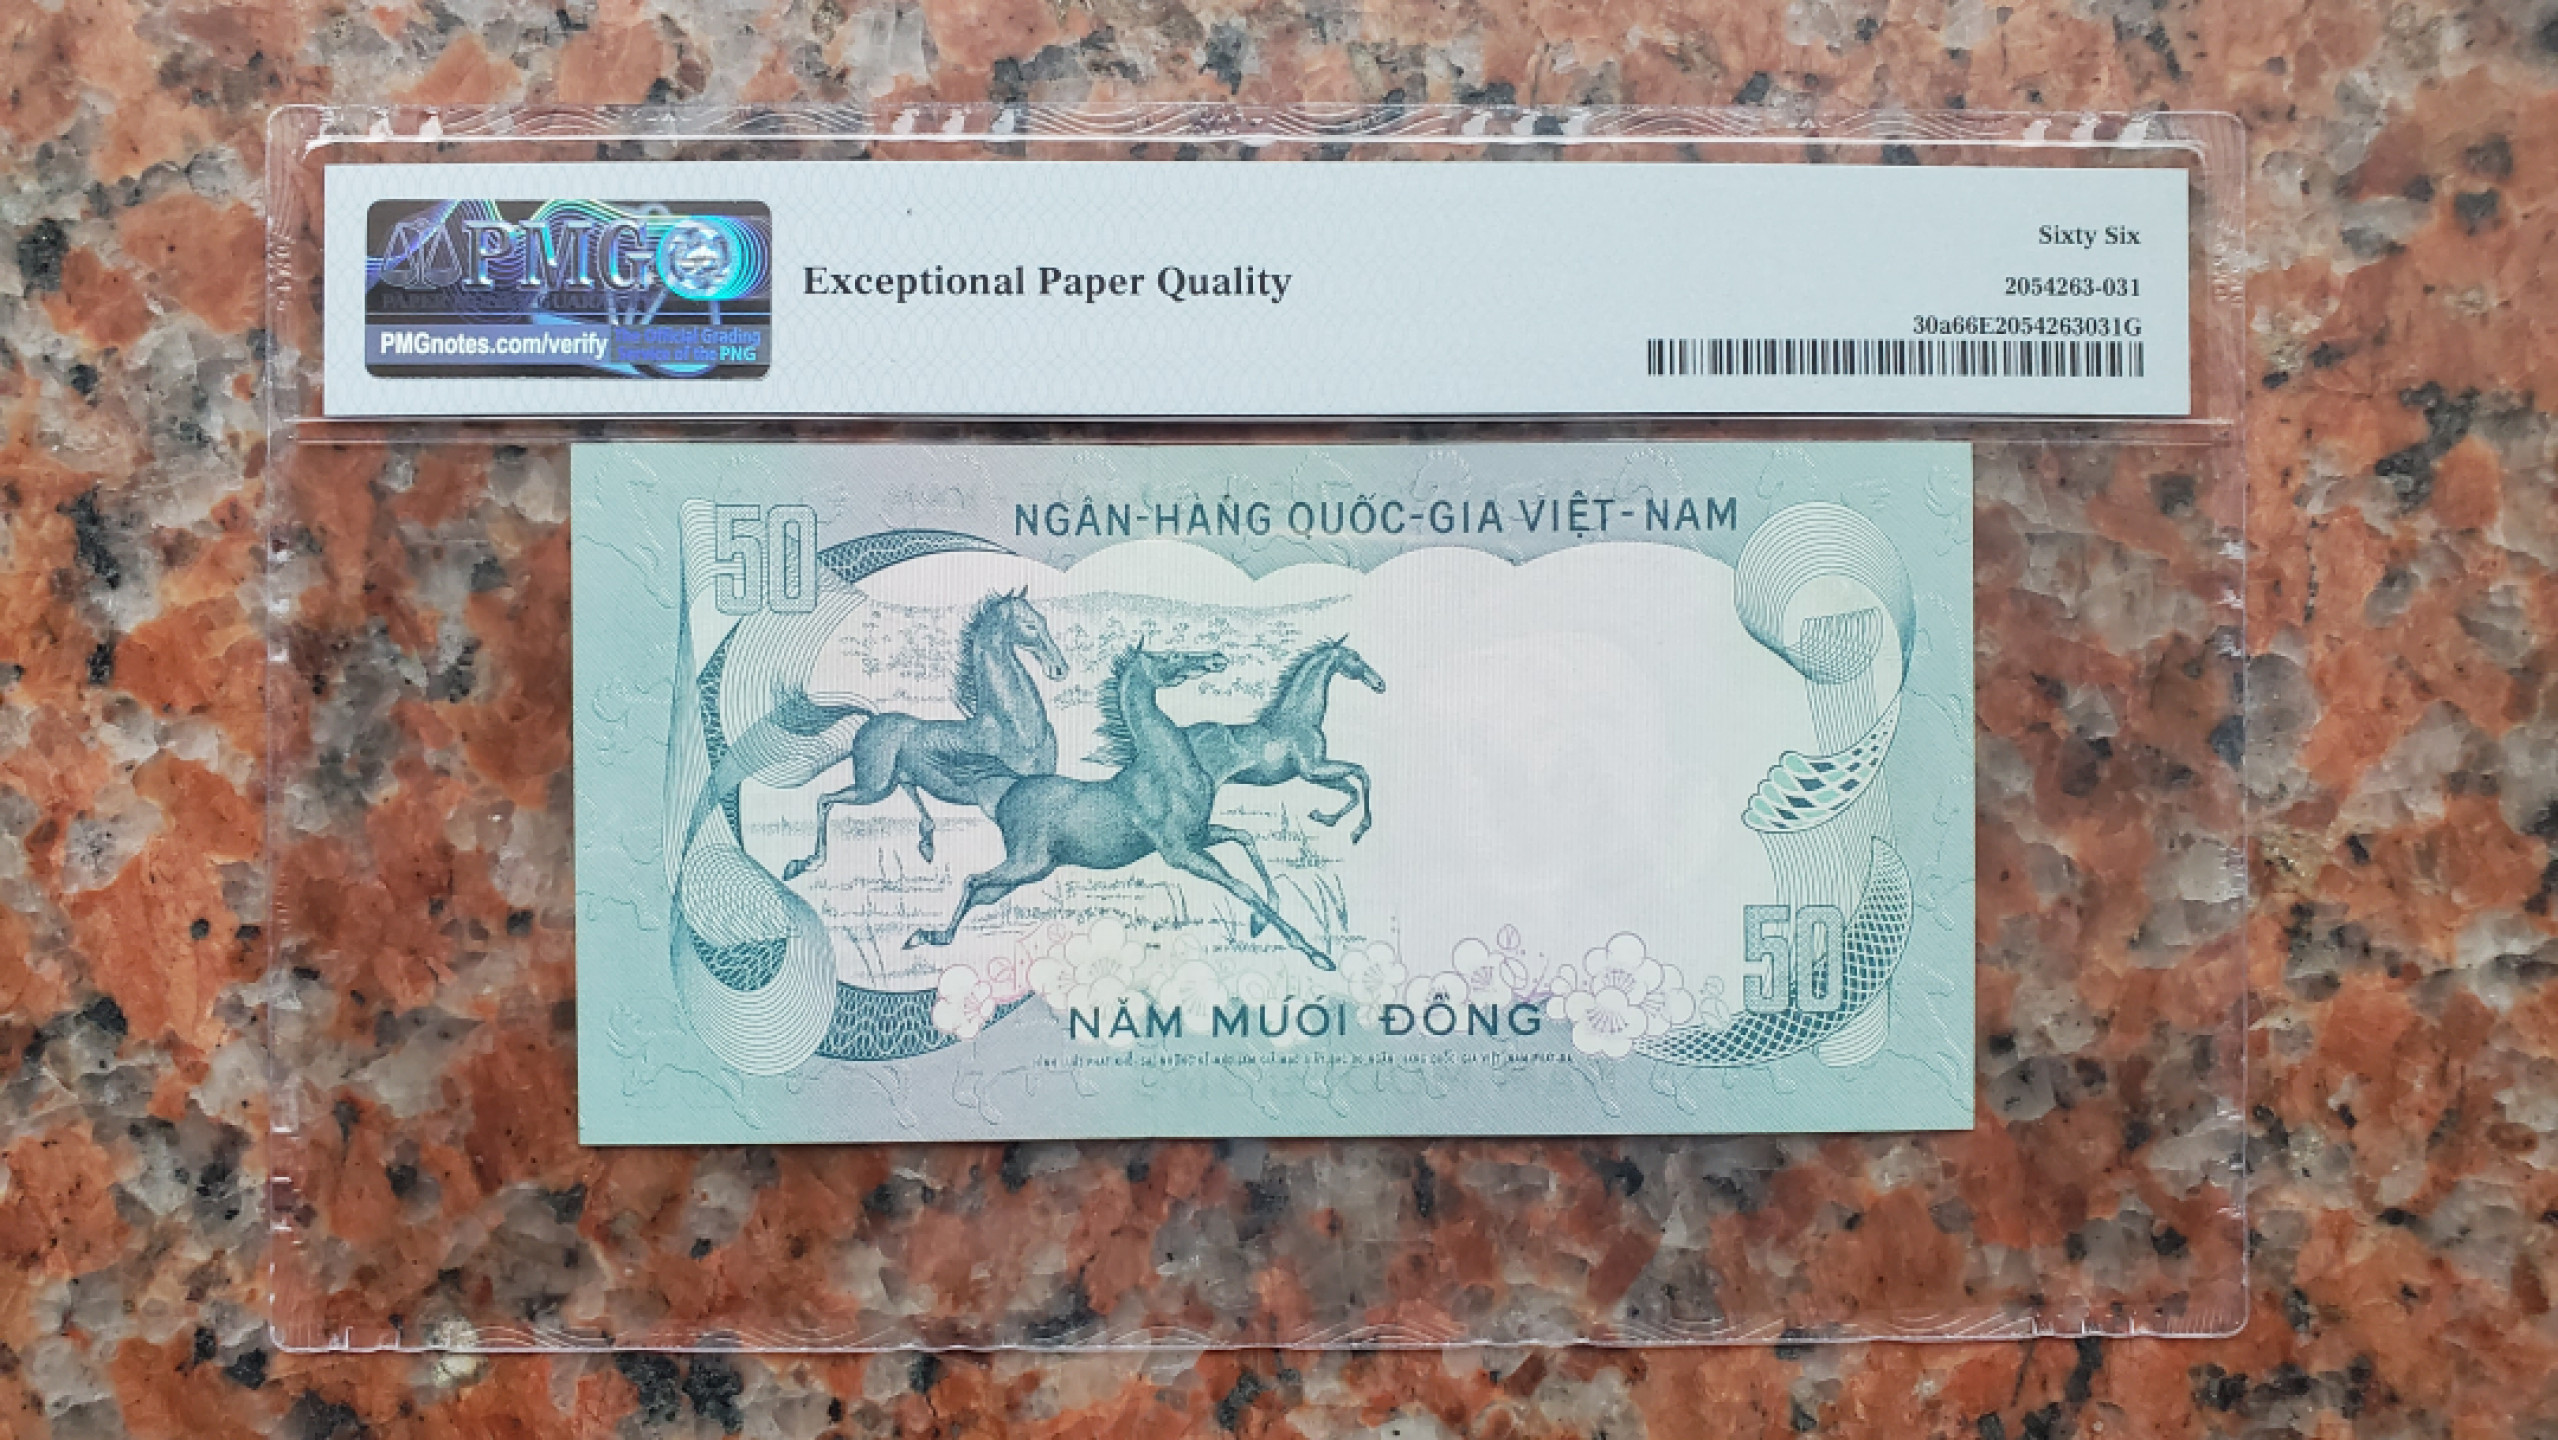 PMG
PMGnotes.com/verify
The Official Grading
Service of the PNG
Exceptional Paper Quality
Sixty Six
2054263-031
30a66E2054263031G
50
NGÂN-HÀNG QUỐC-GIA VIỆT-NAM
50
NĂM MƯƠI ĐỒNG